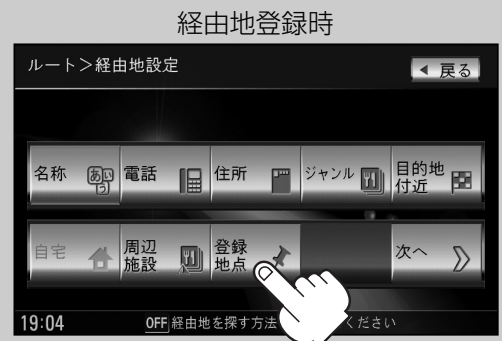 経由地登録時
ルート＞経由地設定
◀ 戻る
名称 あいう
電話
住所
ジャンル
目的地
付近
自宅
周辺
施設
登録
地点
次へ
19:04 OFF 経由地を探す方法 ください